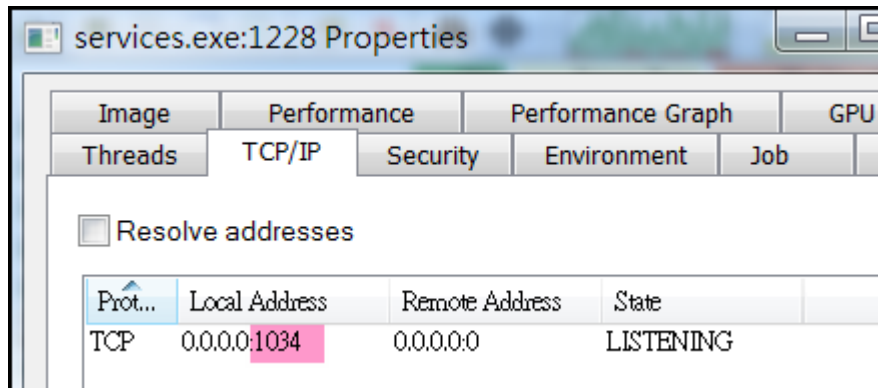 services.exe:1228 Properties
Image Performance Performance Graph GPU
Threads TCP/IP Security Environment Job
Resolve addresses
Prot... Local Address Remote Address State
TCP 0.0.0.0:1034 0.0.0.0:0 LISTENING